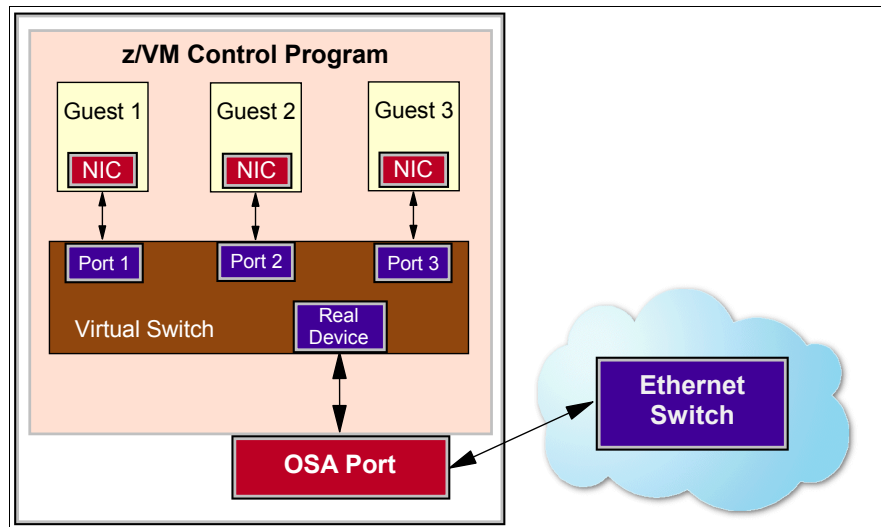 z/VM Control Program
Guest 1
Guest 2
Guest 3
NIC
NIC
NIC
Port 1
Port 2
Port 3
Virtual Switch
Real
Device
OSA Port
Ethernet
Switch